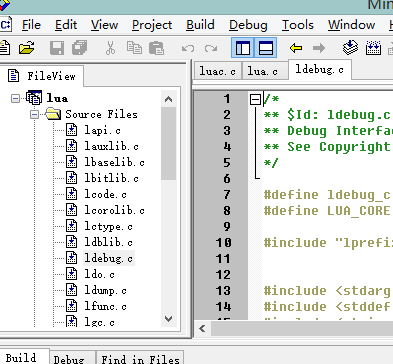 Min
File Edit View Project Build Debug Tools Window H
FileView
lua
Source Files
lapi.c
lauxlib.c
lbaselib.c
lbitlib.c
lcode.c
lcorolib.c
lctype.c
ldblib.c
ldebug.c
ldo.c
ldump.c
lfunc.c
lgc.c
luac.c lua.c ldebug.c
1 /*
2 ** $Id: ldebug.c
3 ** Debug Interfac
4 ** See Copyright
5 */
6
7 #define ldebug_c
8 #define LUA_CORE
9
10 #include "lprefix
11
12
13 #include <stdarg
14 #include <stddef
Build Debug Find in Files